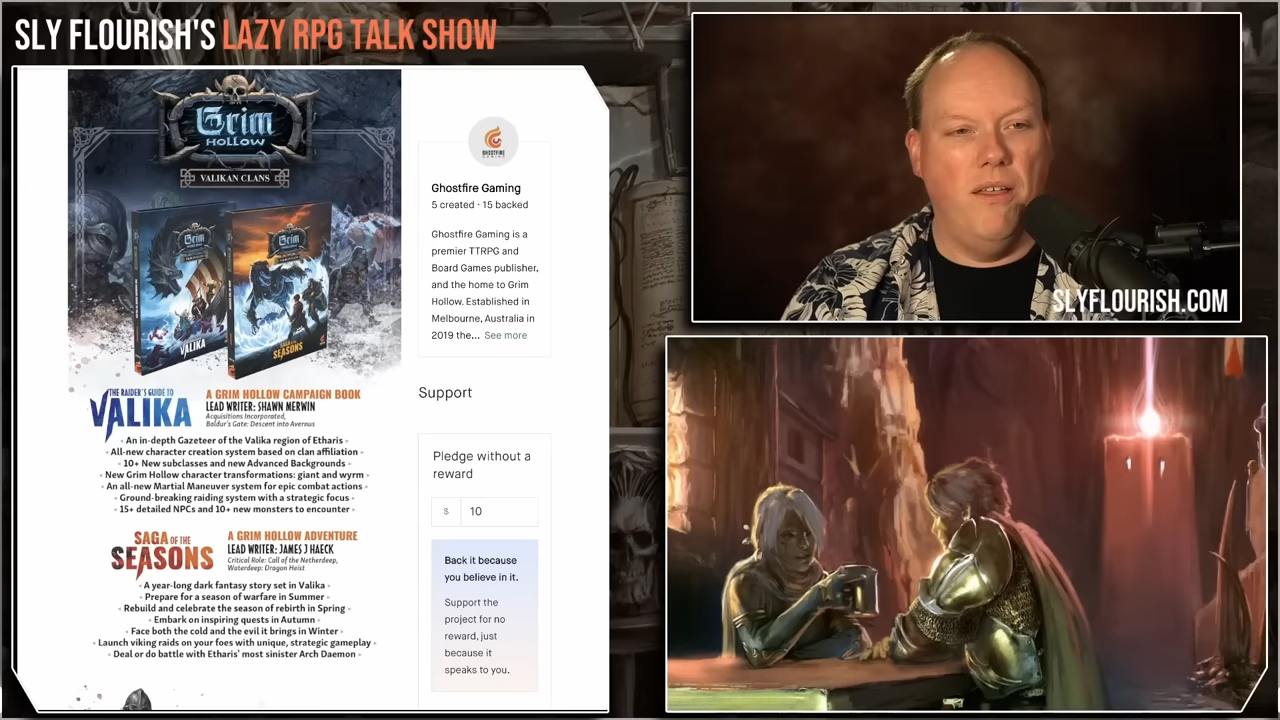 SLY FLOURISH'S LAZY RPG TALK SHOW
Grim
HOLLOW
VALIKAN CLANS
Grim
HOLLOW
VALIKA
Grim
HOLLOW
SAGA OF THE
SEASONS
THE RAIDER'S GUIDE TO
VALIKA
A GRIM HOLLOW CAMPAIGN BOOK
LEAD WRITER: SHAWN MERWIN
Acquisitions Incorporated,
Baldur's Gate: Descent into Avernus
• An in-depth Gazeteer of the Valika region of Etharis •
• All-new character creation system based on clan affiliation •
• 10+ New subclasses and new Advanced Backgrounds •
• New Grim Hollow character transformations: giant and wyrm •
• An all-new Martial Maneuver system for epic combat actions •
• Ground-breaking raiding system with a strategic focus •
• 15+ detailed NPCs and 10+ new monsters to encounter •
SAGA OF THE
SEASONS
A GRIM HOLLOW ADVENTURE
LEAD WRITER: JAMES J HAECK
Critical Role: Call of the Netherdeep,
Waterdeep: Dragon Heist
• A year-long dark fantasy story set in Valika •
• Prepare for a season of warfare in Summer •
• Rebuild and celebrate the season of rebirth in Spring •
• Embark on inspiring quests in Autumn •
• Face both the cold and the evil it brings in Winter •
• Launch viking raids on your foes with unique, strategic gameplay •
• Deal or do battle with Etharis' most sinister Arch Daemon •
GHOSTFIRE
GAMING
Ghostfire Gaming
5 created · 15 backed
Ghostfire Gaming is a
premier TTRPG and
Board Games publisher,
and the home to Grim
Hollow. Established in
Melbourne, Australia in
2019 the... See more
Support
Pledge without a
reward
$ 10
Back it because
you believe in it.
Support the
project for no
reward, just
because it
speaks to you.
SLYFLOURISH.COM